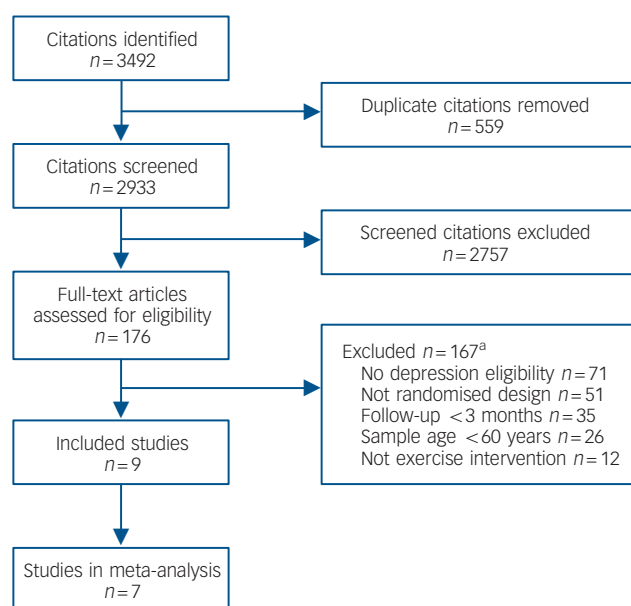 Citations identified
n=3492
Duplicate citations removed
n=559
Citations screened
n=2933
Screened citations excluded
n=2757
Full-text articles
assessed for eligibility
n=176
Excluded n=167a
No depression eligibility n=71
Not randomised design n=51
Follow-up <3 months n=35
Sample age <60 years n=26
Not exercise intervention n=12
Included studies
n=9
Studies in meta-analysis
n=7